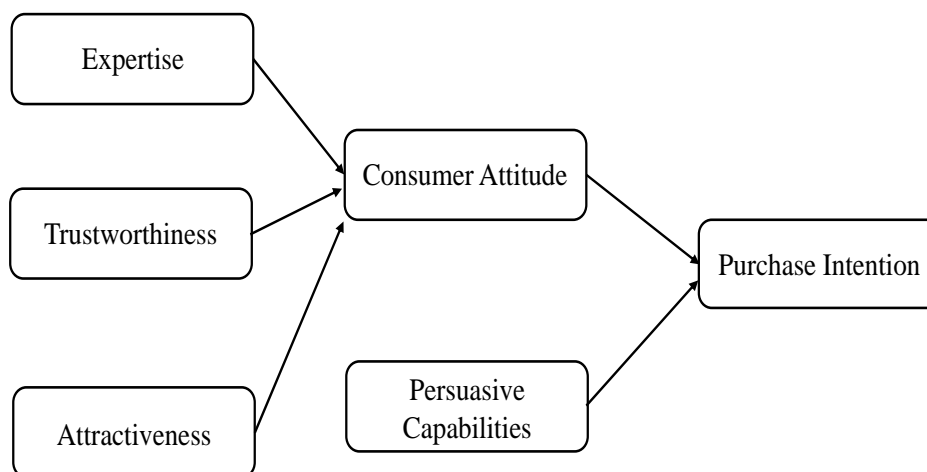 Expertise
Consumer Attitude
Trustworthiness
Purchase Intention
Persuasive
Capabilities
Attractiveness